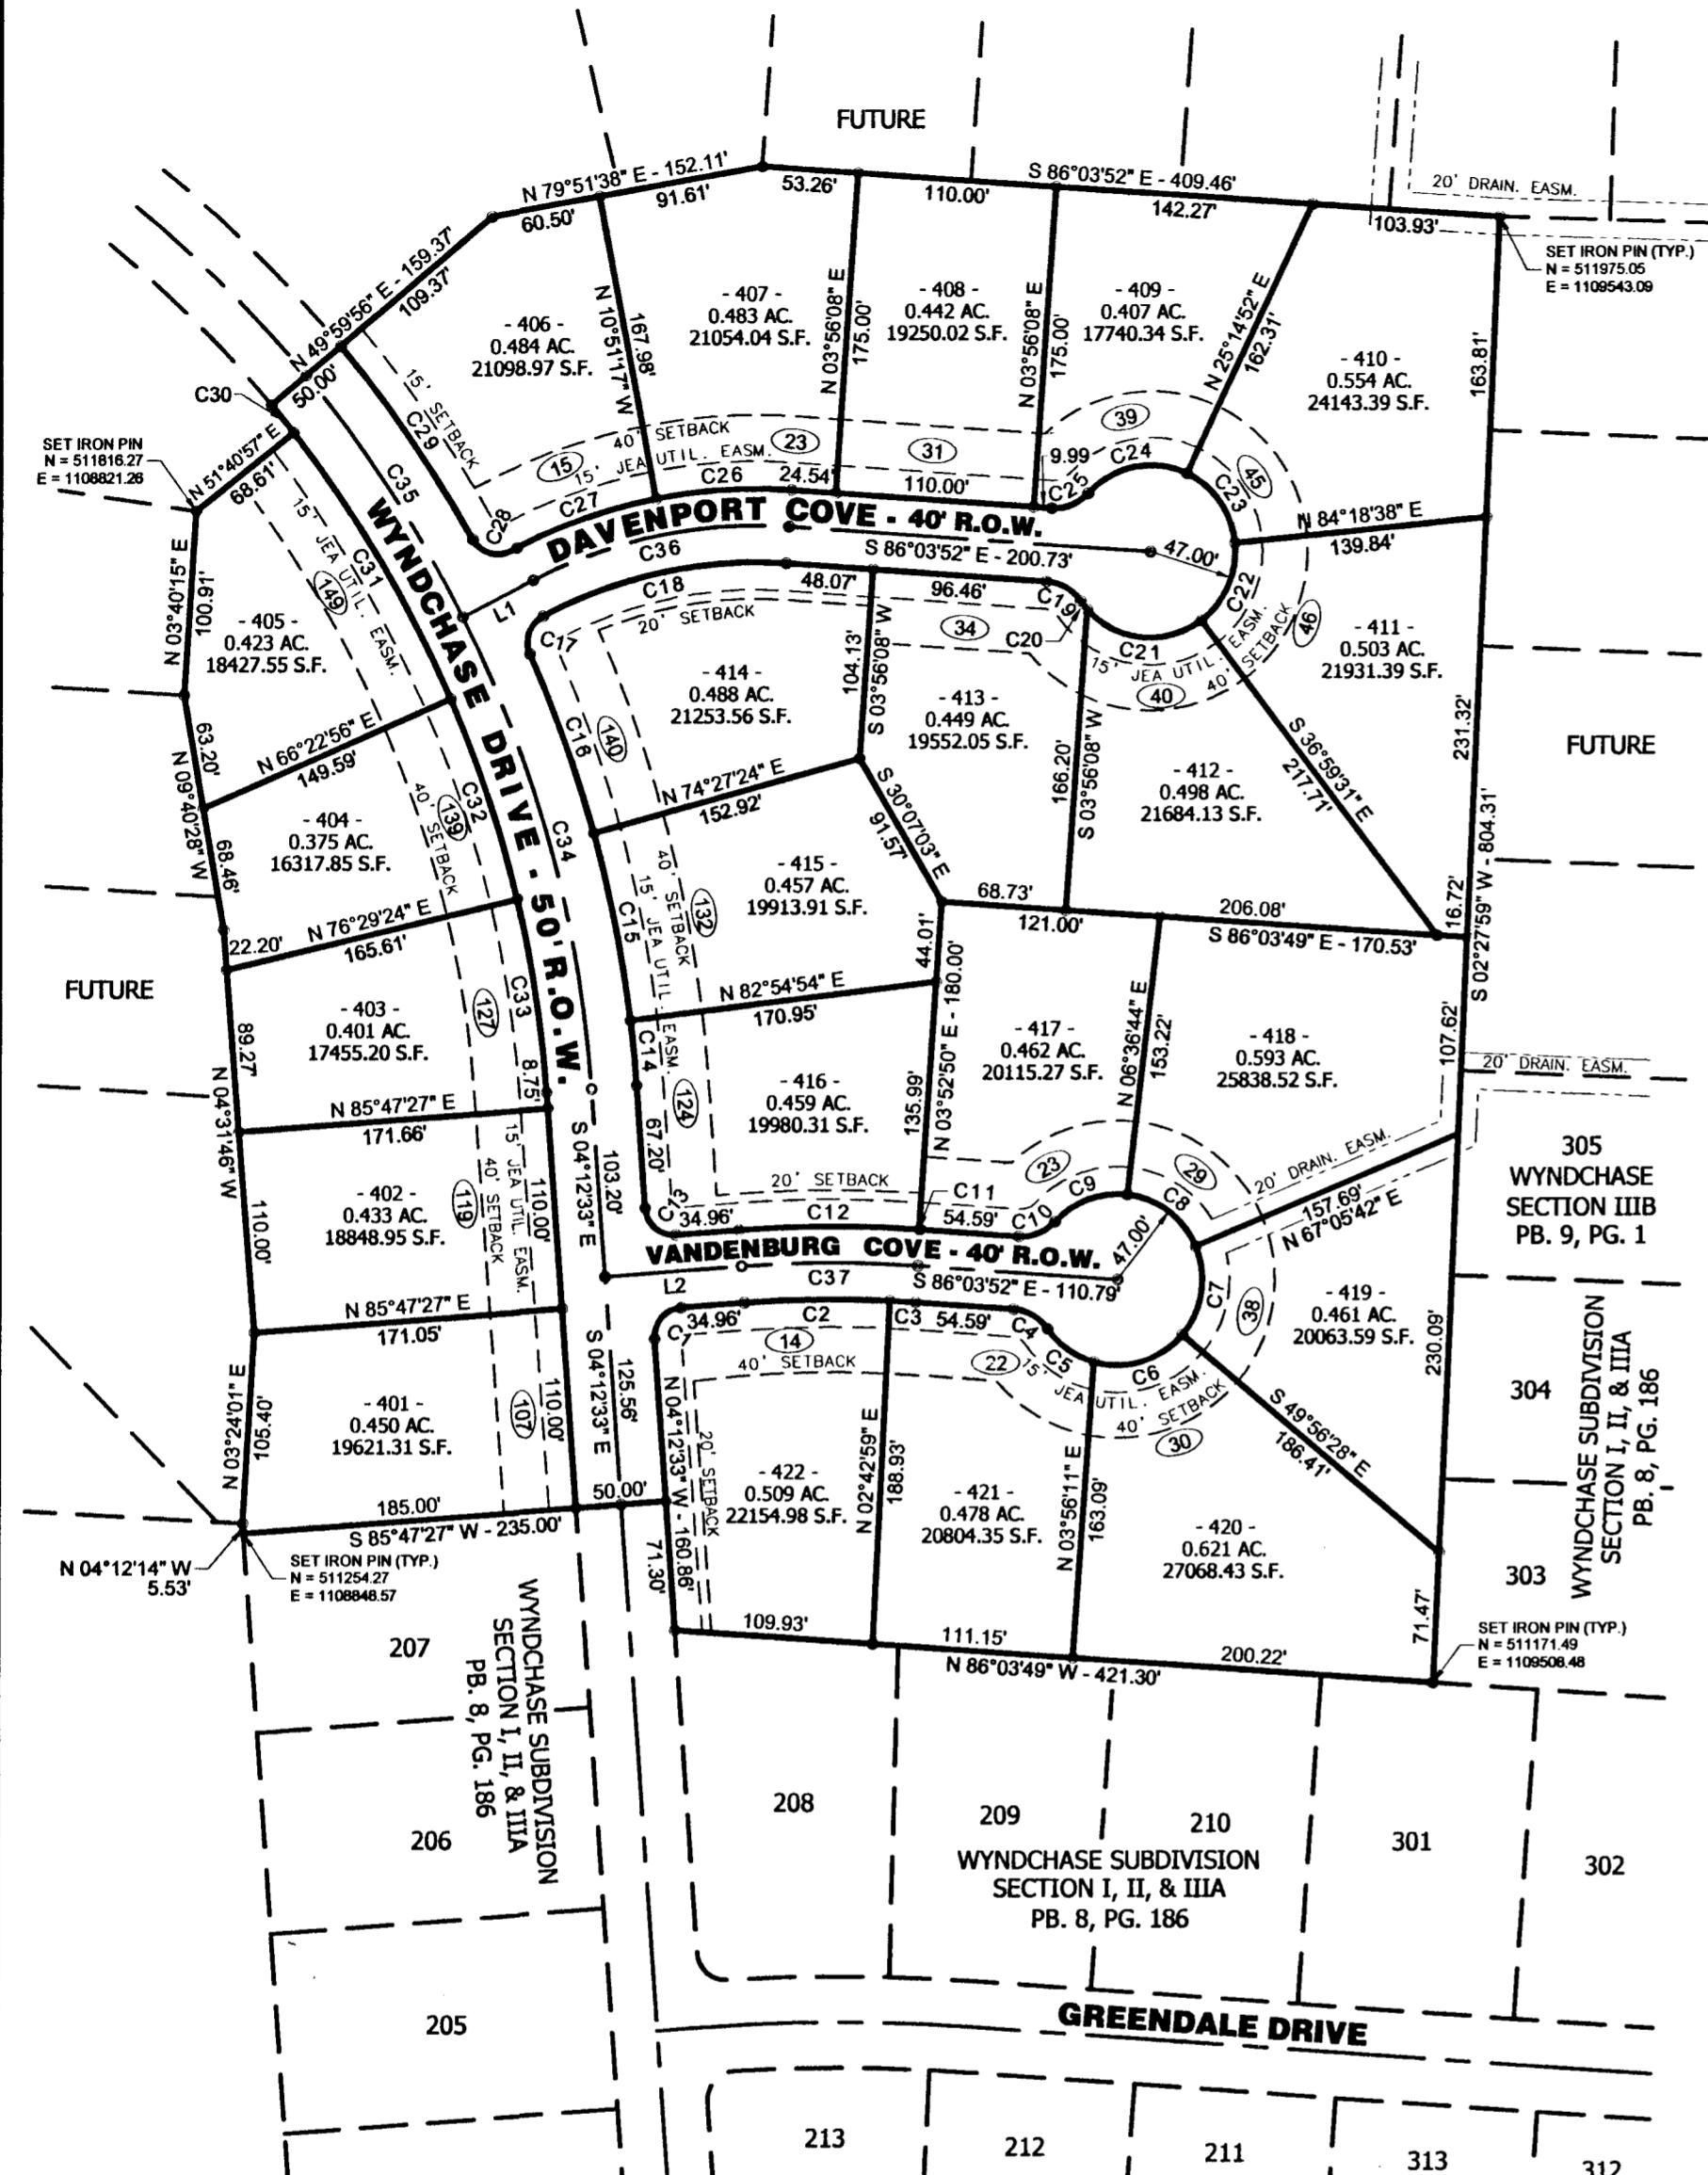 FUTURE
N 79°51'38" E - 152.11'
60.50'
91.61'
53.26'
110.00'
S 86°03'52" E - 409.46'
142.27'
103.93'
20' DRAIN. EASM.
SET IRON PIN (TYP.)
N = 511975.05
E = 1109543.09
N 49°59'56" E - 159.37'
109.37'
50.00'
C30
SET IRON PIN
N = 511816.27
E = 1108821.26
N 51°40'57" E
68.61'
- 406 -
0.484 AC.
21098.97 S.F.
N 10°51'17" W
167.98'
- 407 -
0.483 AC.
21054.04 S.F.
N 03°56'08" E
175.00'
- 408 -
0.442 AC.
19250.02 S.F.
N 03°56'08" E
175.00'
- 409 -
0.407 AC.
17740.34 S.F.
N 25°14'52" E
162.31'
- 410 -
0.554 AC.
24143.39 S.F.
163.81'
15' SETBACK
C29
C35
40' SETBACK
15
15' JEA UTIL. EASM.
23
31
39
45
C28
C27
C26
24.54'
110.00'
9.99
C25
C24
C23
DAVENPORT COVE - 40' R.O.W.
C36
S 86°03'52" E - 200.73'
47.00'
N 84°18'38" E
139.84'
C22
46
L1
C18
48.07'
96.46'
C19
C20
C21
20' SETBACK
34
15' JEA UTIL. EASM.
40' SETBACK
40
C17
N 03°40'15" E
100.91'
- 405 -
0.423 AC.
18427.55 S.F.
15' JEA UTIL. EASM.
149
C31
WYNDCHASE DRIVE - 50' R.O.W.
- 411 -
0.503 AC.
21931.39 S.F.
231.32'
FUTURE
- 414 -
0.488 AC.
21253.56 S.F.
104.13'
S 03°56'08" W
- 413 -
0.449 AC.
19552.05 S.F.
166.20'
S 03°56'08" W
- 412 -
0.498 AC.
21684.13 S.F.
S 36°59'31" E
217.71'
C16
140
N 66°22'56" E
149.59'
63.20'
N 09°40'28" W
68.46'
C32
139
40' SETBACK
- 404 -
0.375 AC.
16317.85 S.F.
N 74°27'24" E
152.92'
S 30°07'03" E
91.57'
C34
- 415 -
0.457 AC.
19913.91 S.F.
40' SETBACK
132
15' JEA UTIL. EASM.
C15
68.73'
121.00'
206.08'
S 86°03'49" E - 170.53'
16.72'
S 02°27'59" W - 804.31'
N 76°29'24" E
165.61'
22.20'
FUTURE
44.01'
N 82°54'54" E
170.95'
- 403 -
0.401 AC.
17455.20 S.F.
127
C33
8.75'
89.27'
N 04°31'46" W
N 03°52'50" E - 180.00'
135.99'
- 417 -
0.462 AC.
20115.27 S.F.
N 06°36'44" E
153.22'
- 418 -
0.593 AC.
25838.52 S.F.
107.62'
20' DRAIN. EASM.
C14
- 416 -
0.459 AC.
19980.31 S.F.
124
N 85°47'27" E
171.66'
67.20'
103.20'
S 04°12'33" E
20' DRAIN. EASM.
305
WYNDCHASE
SECTION IIIB
PB. 9, PG. 1
157.69'
N 67°05'42" E
- 402 -
0.433 AC.
18848.95 S.F.
119
40' SETBACK
15' JEA UTIL. EASM.
110.00'
110.00'
20' SETBACK
C13
34.96'
C12
C11
54.59'
C10
23
C9
29
C8
VANDENBURG COVE - 40' R.O.W.
47.00'
C37
S 86°03'52" E - 110.79'
L2
N 85°47'27" E
171.05'
C1
34.96'
C2
C3
54.59'
C4
C5
C6
C7
38
14
22
40' SETBACK
15' JEA UTIL. EASM.
40' SETBACK
30
- 419 -
0.461 AC.
20063.59 S.F.
230.09'
304
WYNDCHASE SUBDIVISION
SECTION I, II, & IIIA
PB. 8, PG. 186
N 03°24'01" E
105.40'
- 401 -
0.450 AC.
19621.31 S.F.
107
110.00'
S 04°12'33" E
125.56'
N 04°12'33" W - 160.86'
71.30'
20' SETBACK
- 422 -
0.509 AC.
22154.98 S.F.
N 02°42'59" E
188.93'
- 421 -
0.478 AC.
20804.35 S.F.
N 03°56'11" E
163.09'
S 49°56'28" E
186.41'
- 420 -
0.621 AC.
27068.43 S.F.
303
71.47'
185.00'
50.00'
S 85°47'27" W - 235.00'
N 04°12'14" W
5.53'
SET IRON PIN (TYP.)
N = 511254.27
E = 1108848.57
109.93'
111.15'
200.22'
N 86°03'49" W - 421.30'
SET IRON PIN (TYP.)
N = 511171.49
E = 1109508.48
207
WYNDCHASE SUBDIVISION
SECTION I, II, & IIIA
PB. 8, PG. 186
206
205
208
209
210
301
302
WYNDCHASE SUBDIVISION
SECTION I, II, & IIIA
PB. 8, PG. 186
GREENDALE DRIVE
213
212
211
313
312